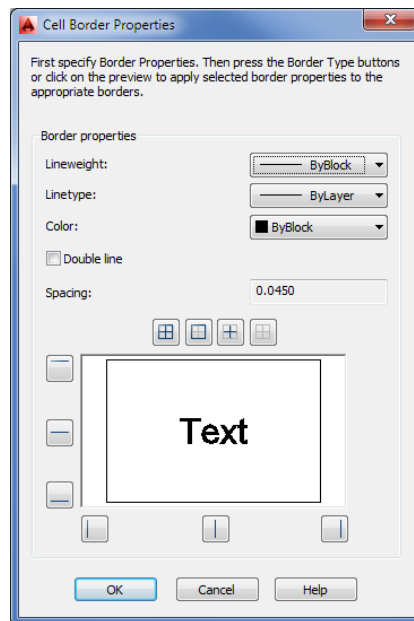 Cell Border Properties
First specify Border Properties. Then press the Border Type buttons
or click on the preview to apply selected border properties to the
appropriate borders.
Border properties
Lineweight: ByBlock
Linetype: ByLayer
Color: ByBlock
Double line
Spacing: 0.0450
Text
OK Cancel Help